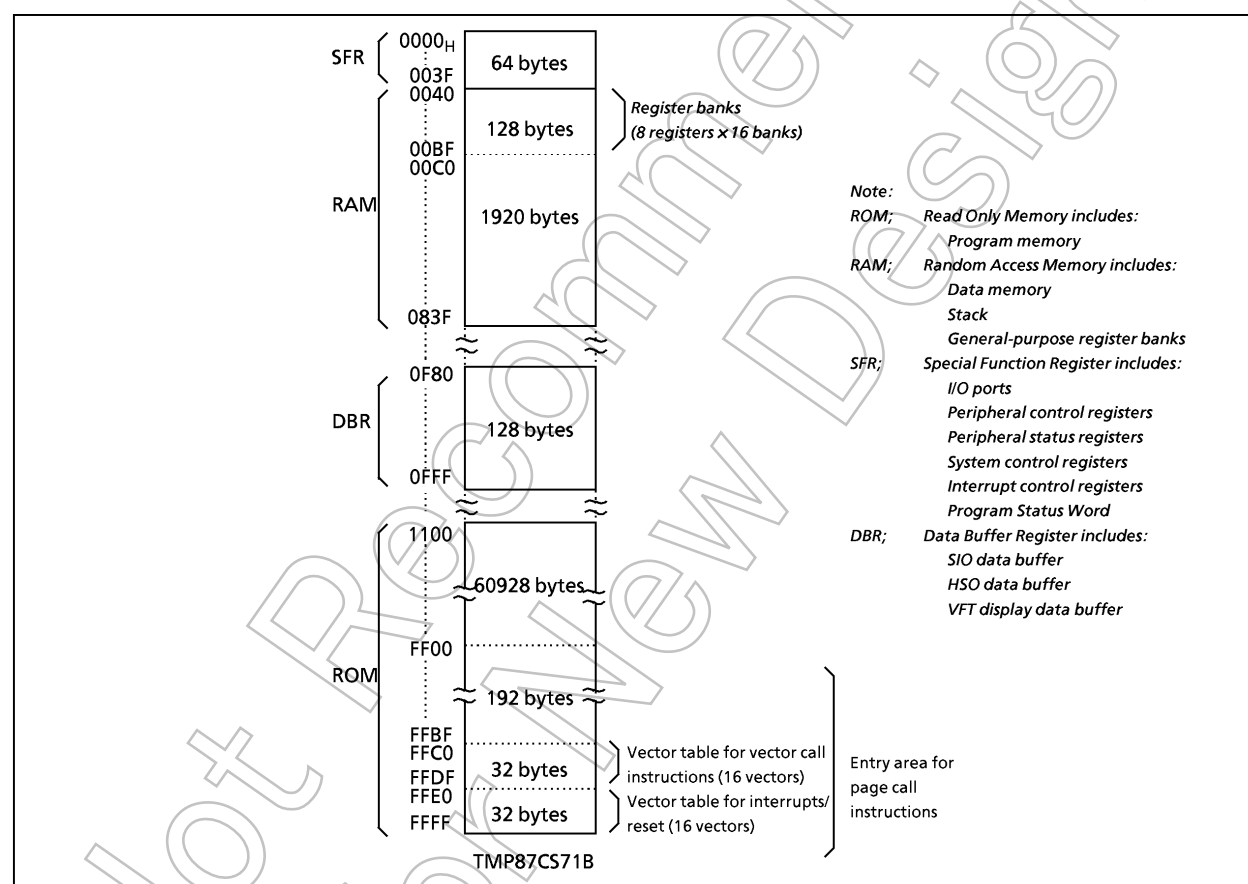 SFR
0000H
003F
64 bytes
RAM
0040
00BF
128 bytes
Register banks
(8 registers × 16 banks)
00C0
083F
1920 bytes
DBR
0F80
0FFF
128 bytes
ROM
1100
60928 bytes
FF00
192 bytes
FFBF
FFC0
FFDF
32 bytes
Vector table for vector call
instructions (16 vectors)
FFE0
FFFF
32 bytes
Vector table for interrupts/
reset (16 vectors)
Entry area for
page call
instructions
TMP87CS71B
Note:
ROM; Read Only Memory includes:
Program memory
RAM; Random Access Memory includes:
Data memory
Stack
General-purpose register banks
SFR; Special Function Register includes:
I/O ports
Peripheral control registers
Peripheral status registers
System control registers
Interrupt control registers
Program Status Word
DBR; Data Buffer Register includes:
SIO data buffer
HSO data buffer
VFT display data buffer